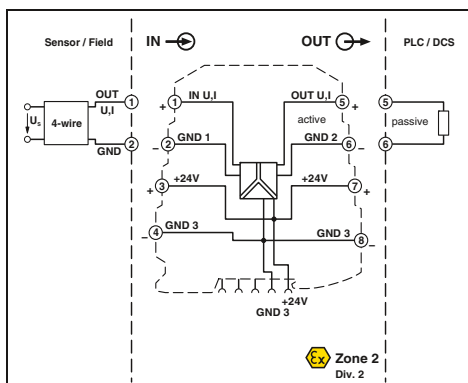 Sensor / Field
IN
OUT
PLC / DCS
OUT
1
+
1
IN U,I
OUT U,I
5
+
5
Us
4-wire
U,I
active
passive
GND
2
−
2
GND 1
GND 2
6
−
6
+
3
+24V
+24V
7
+
−
4
GND 3
GND 3
8
−
+24V
GND 3
Ex
Zone 2
Div. 2